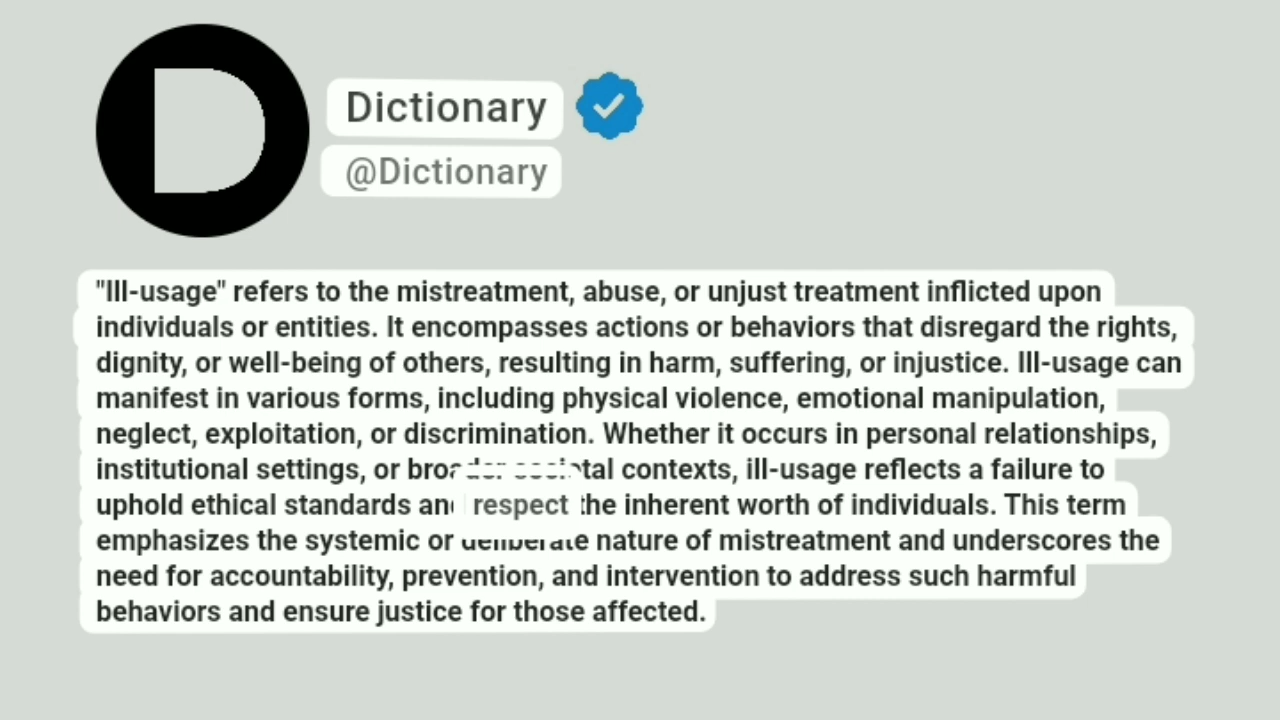 D
Dictionary
@Dictionary
"Ill-usage" refers to the mistreatment, abuse, or unjust treatment inflicted upon
individuals or entities. It encompasses actions or behaviors that disregard the rights,
dignity, or well-being of others, resulting in harm, suffering, or injustice. Ill-usage can
manifest in various forms, including physical violence, emotional manipulation,
neglect, exploitation, or discrimination. Whether it occurs in personal relationships,
institutional settings, or broader societal contexts, ill-usage reflects a failure to
uphold ethical standards and respect the inherent worth of individuals. This term
emphasizes the systemic or deliberate nature of mistreatment and underscores the
need for accountability, prevention, and intervention to address such harmful
behaviors and ensure justice for those affected.